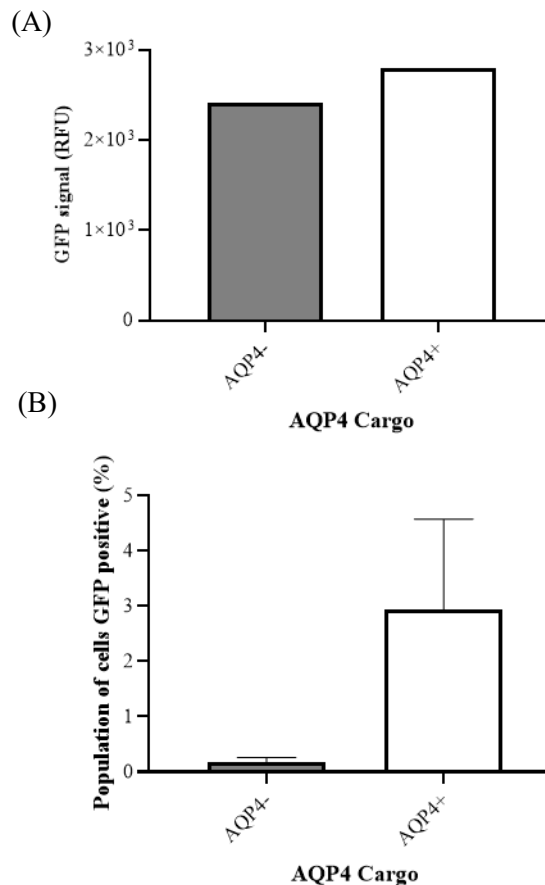 (A)
3×10³
2×10³
1×10³
0
GFP signal (RFU)
AQP4-
AQP4+
AQP4 Cargo
(B)
5
4
3
2
1
0
Population of cells GFP positive (%)
AQP4-
AQP4+
AQP4 Cargo